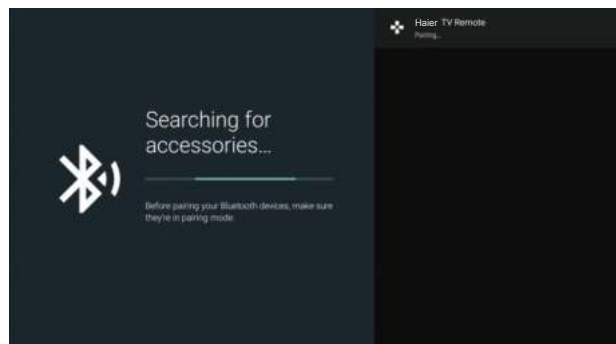 Searching for
accessories...
Before pairing your Bluetooth devices, make sure
they're in pairing mode.
Haier TV Remote
Pairing...